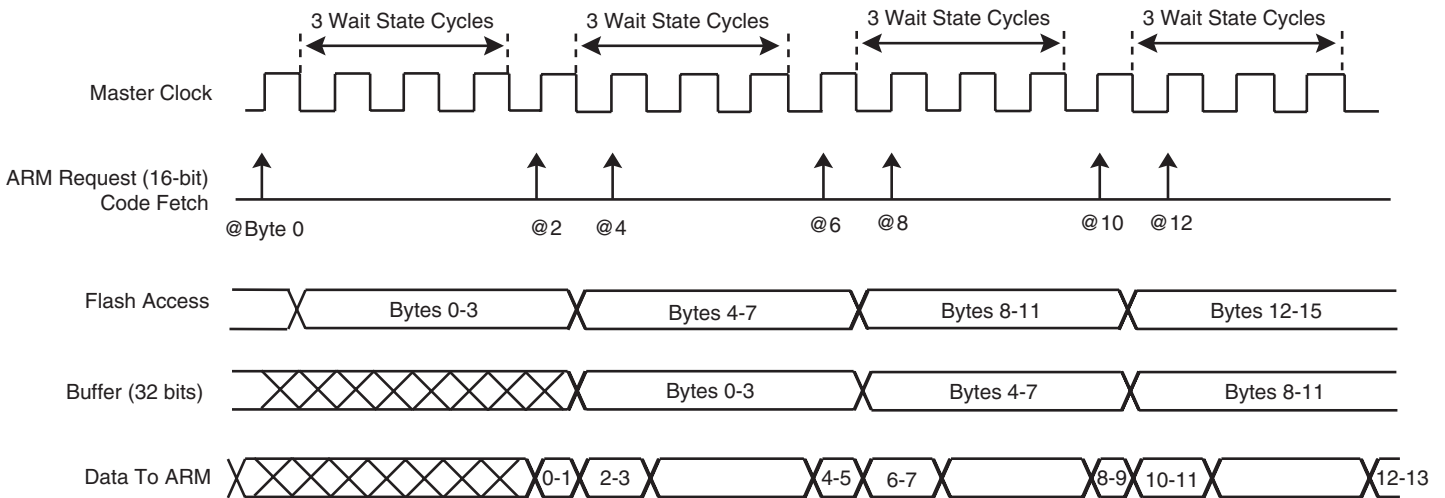 3 Wait State Cycles
3 Wait State Cycles
3 Wait State Cycles
3 Wait State Cycles
Master Clock
ARM Request (16-bit)
Code Fetch
@Byte 0
@2
@4
@6
@8
@10
@12
Flash Access
Bytes 0-3
Bytes 4-7
Bytes 8-11
Bytes 12-15
Buffer (32 bits)
Bytes 0-3
Bytes 4-7
Bytes 8-11
Data To ARM
0-1
2-3
4-5
6-7
8-9
10-11
12-13